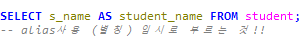 SELECT s_name AS student_name FROM student;
-- alias사용 (별칭) 임시로 부르는 것!!